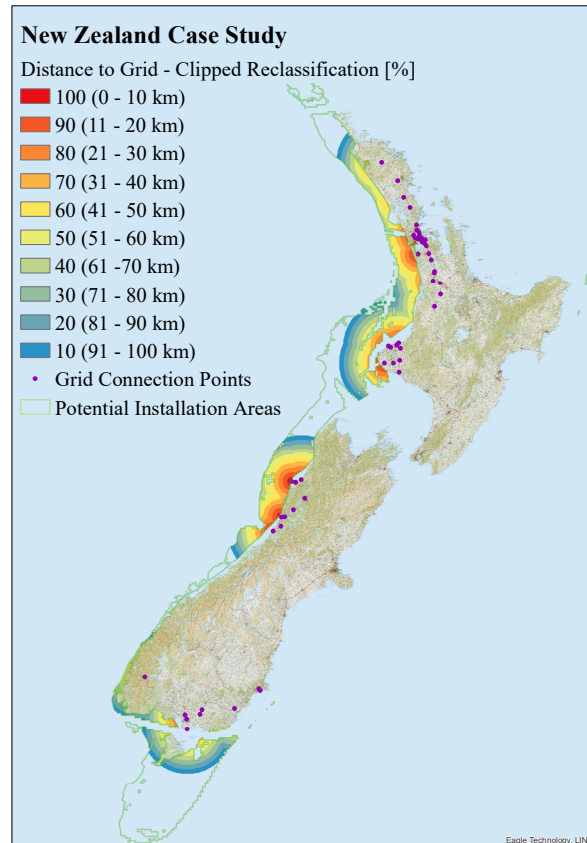 New Zealand Case Study
Distance to Grid - Clipped Reclassification [%]
100 (0 - 10 km)
90 (11 - 20 km)
80 (21 - 30 km)
70 (31 - 40 km)
60 (41 - 50 km)
50 (51 - 60 km)
40 (61 -70 km)
30 (71 - 80 km)
20 (81 - 90 km)
10 (91 - 100 km)
Grid Connection Points
Potential Installation Areas
Eagle Technology, LIN